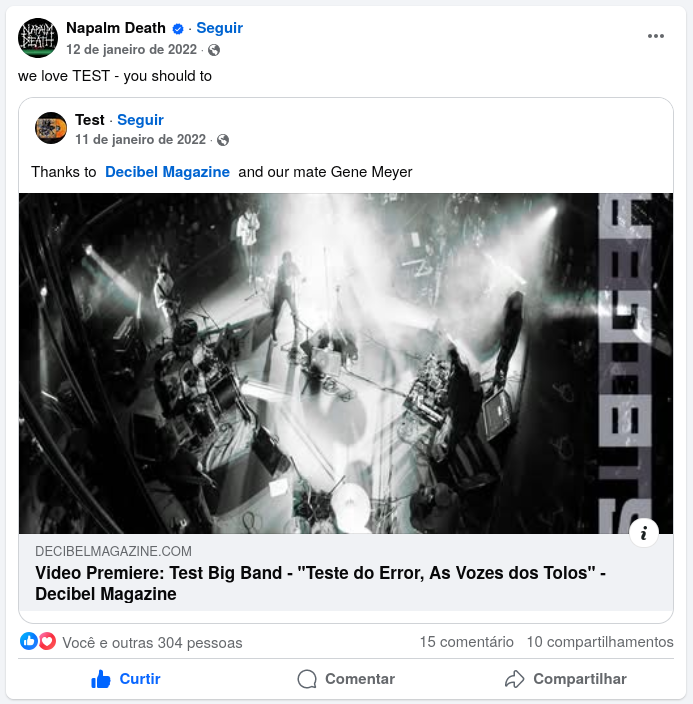 Napalm Death · Seguir
12 de janeiro de 2022 ·
we love TEST - you should to
Test · Seguir
11 de janeiro de 2022 ·
Thanks to Decibel Magazine and our mate Gene Meyer
DECIBELMAGAZINE.COM
Video Premiere: Test Big Band - "Teste do Error, As Vozes dos Tolos" -
Decibel Magazine
Você e outras 304 pessoas
15 comentário 10 compartilhamentos
Curtir
Comentar
Compartilhar